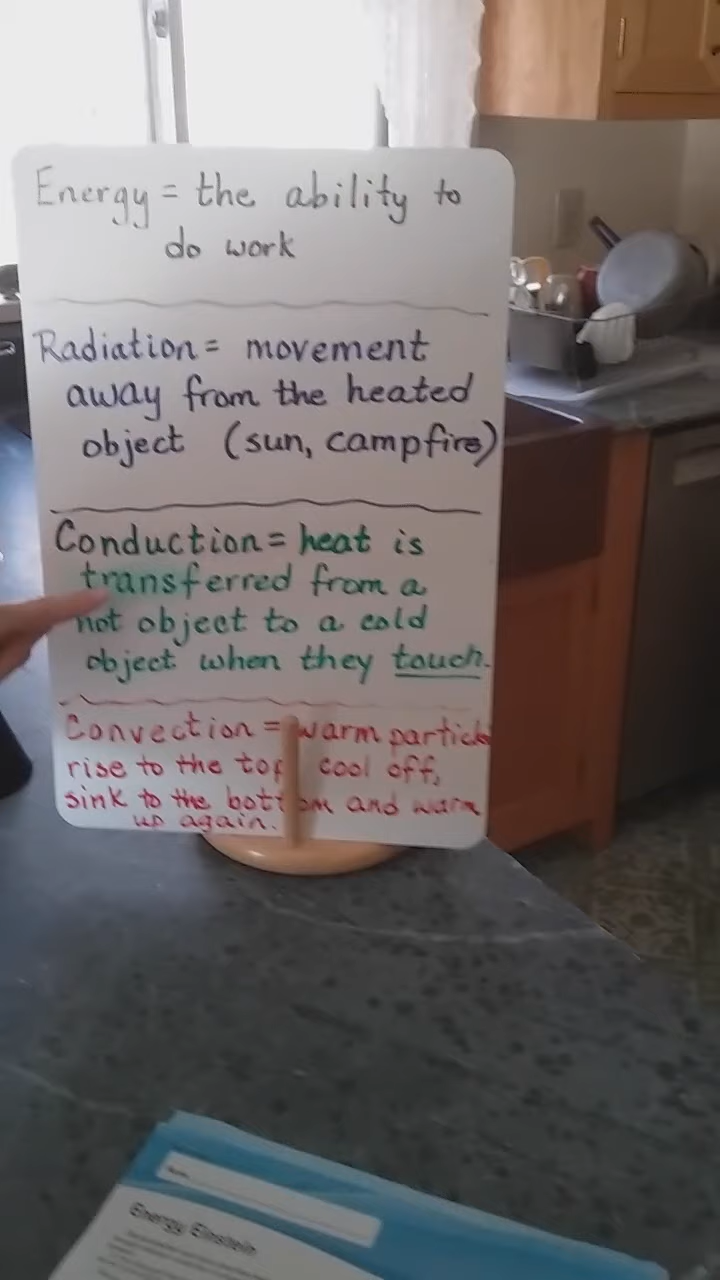 Energy = the ability to
do work
Radiation = movement
away from the heated
object (sun, campfire)
Conduction = heat is
transferred from a
hot object to a cold
object when they touch.
Convection = warm particles
rise to the top cool off,
sink to the bottom and warm
up again.
Energy Einstein